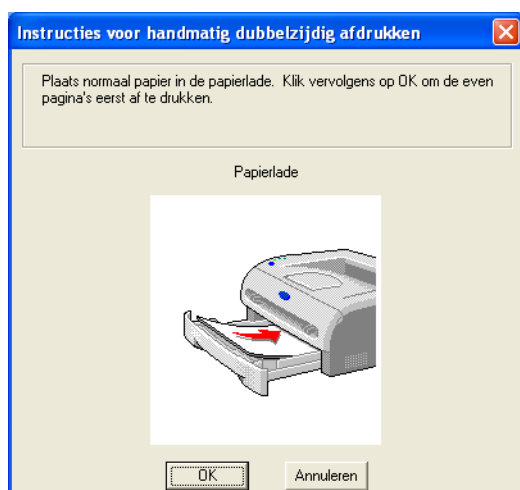 Instructies voor handmatig dubbelzijdig afdrukken
Plaats normaal papier in de papierlade. Klik vervolgens op OK om de even
pagina's eerst af te drukken.
Papierlade
OK
Annuleren